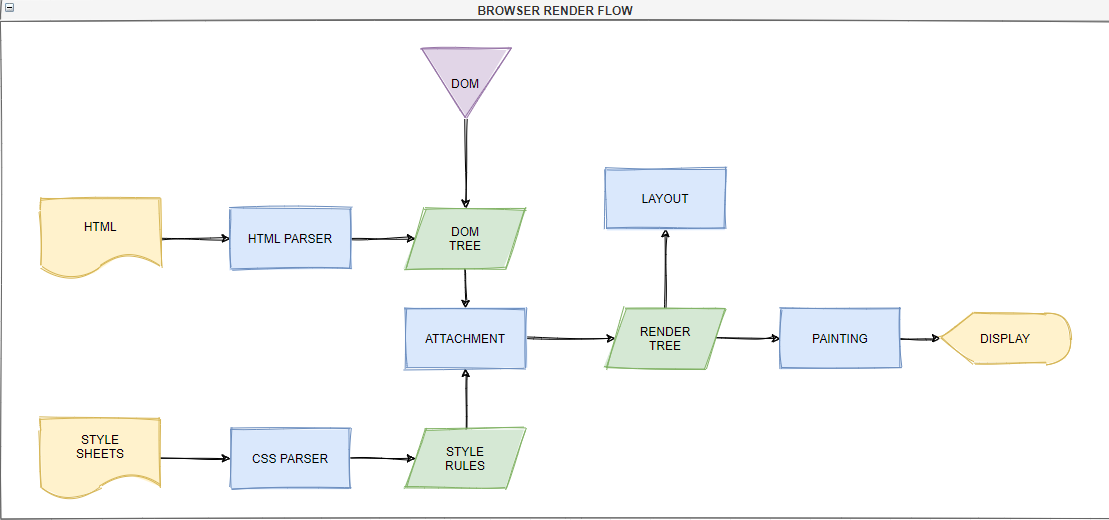 BROWSER RENDER FLOW
DOM
LAYOUT
HTML
HTML PARSER
DOM
TREE
ATTACHMENT
RENDER
TREE
PAINTING
DISPLAY
STYLE
SHEETS
CSS PARSER
STYLE
RULES